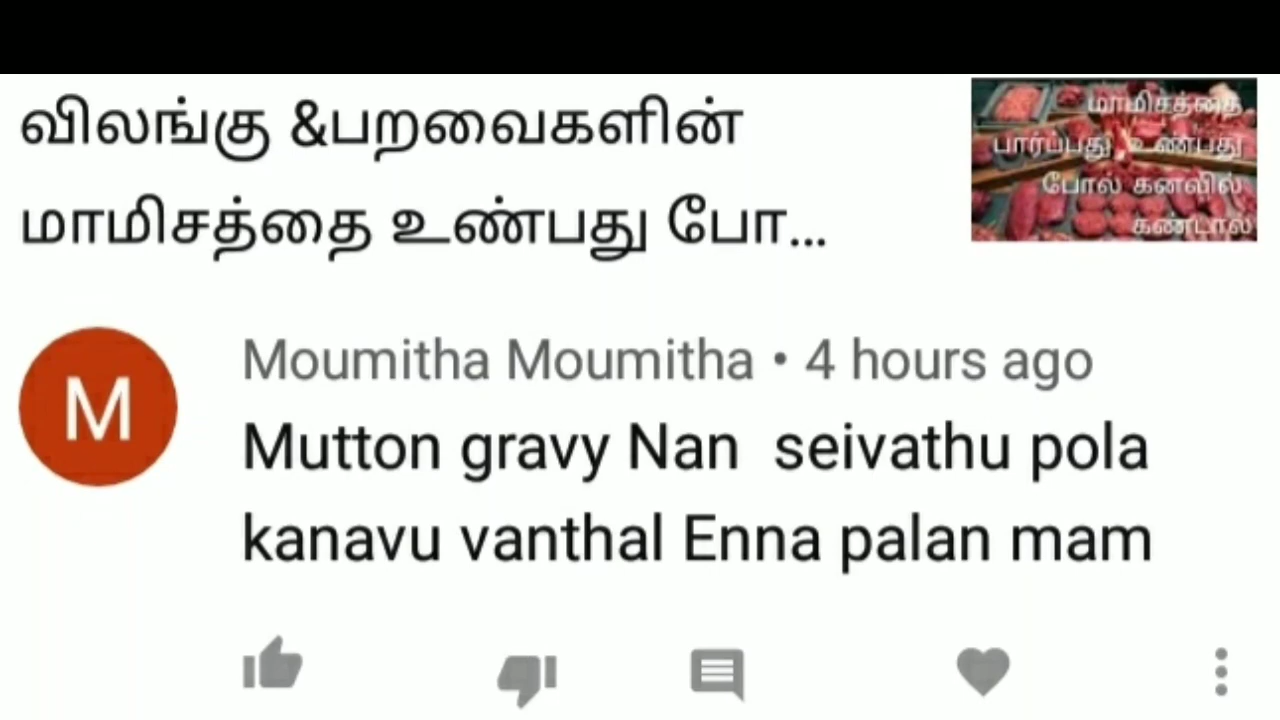 விலங்கு &பறவைகளின்
மாமிசத்தை உண்பது போ...
மாமிசத்தை
பார்ப்பது உண்பது
போல் கனவில்
கண்டால்
M
Moumitha Moumitha • 4 hours ago
Mutton gravy Nan seivathu pola
kanavu vanthal Enna palan mam